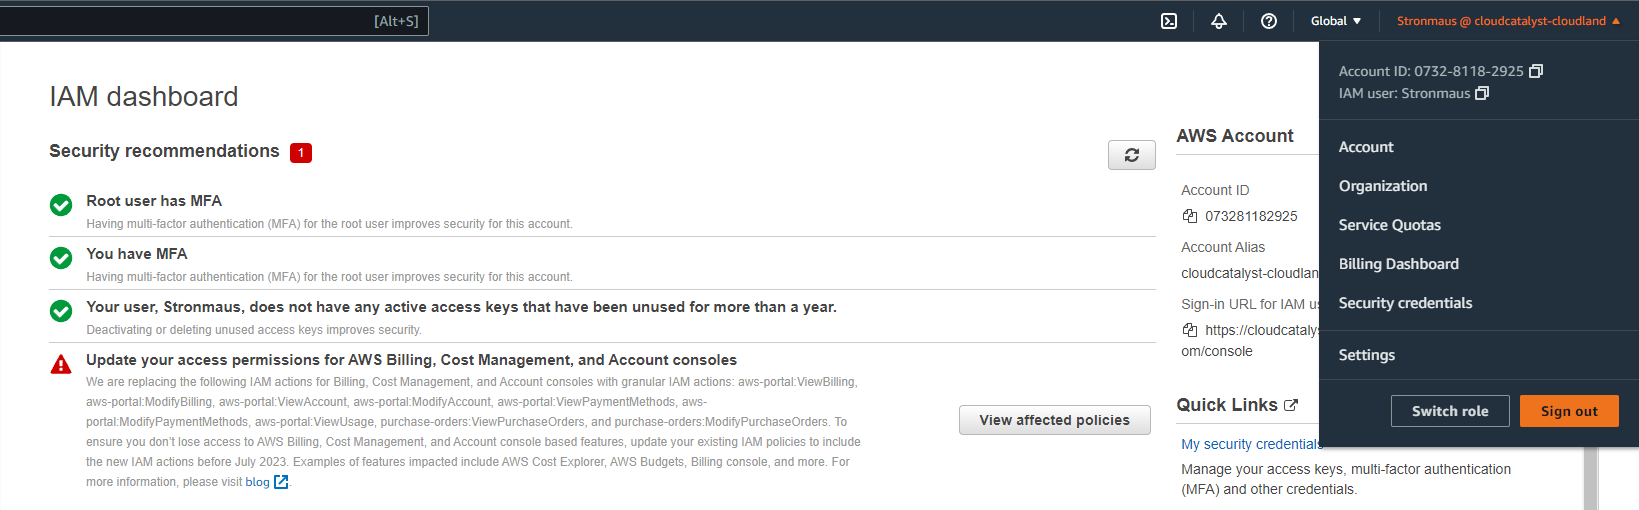 [Alt+S]
Global
Stronmaus @ cloudcatalyst-cloudland
Account ID: 0732-8118-2925
IAM user: Stronmaus
Account
Organization
Service Quotas
Billing Dashboard
Security credentials
Settings
Switch role
Sign out
IAM dashboard
Security recommendations 1
Root user has MFA
Having multi-factor authentication (MFA) for the root user improves security for this account.
You have MFA
Having multi-factor authentication (MFA) for the root user improves security for this account.
Your user, Stronmaus, does not have any active access keys that have been unused for more than a year.
Deactivating or deleting unused access keys improves security.
Update your access permissions for AWS Billing, Cost Management, and Account consoles
We are replacing the following IAM actions for Billing, Cost Management, and Account consoles with granular IAM actions: aws-portal:ViewBilling,
aws-portal:ModifyBilling, aws-portal:ViewAccount, aws-portal:ModifyAccount, aws-portal:ViewPaymentMethods, aws-
portal:ModifyPaymentMethods, aws-portal:ViewUsage, purchase-orders:ViewPurchaseOrders, and purchase-orders:ModifyPurchaseOrders. To
ensure you don't lose access to AWS Billing, Cost Management, and Account console based features, update your existing IAM policies to include
the new IAM actions before July 2023. Examples of features impacted include AWS Cost Explorer, AWS Budgets, Billing console, and more. For
more information, please visit blog.
View affected policies
AWS Account
Account ID
073281182925
Account Alias
cloudcatalyst-cloudland
Sign-in URL for IAM us
https://cloudcatalys
om/console
Quick Links
My security credentials
Manage your access keys, multi-factor authentication
(MFA) and other credentials.